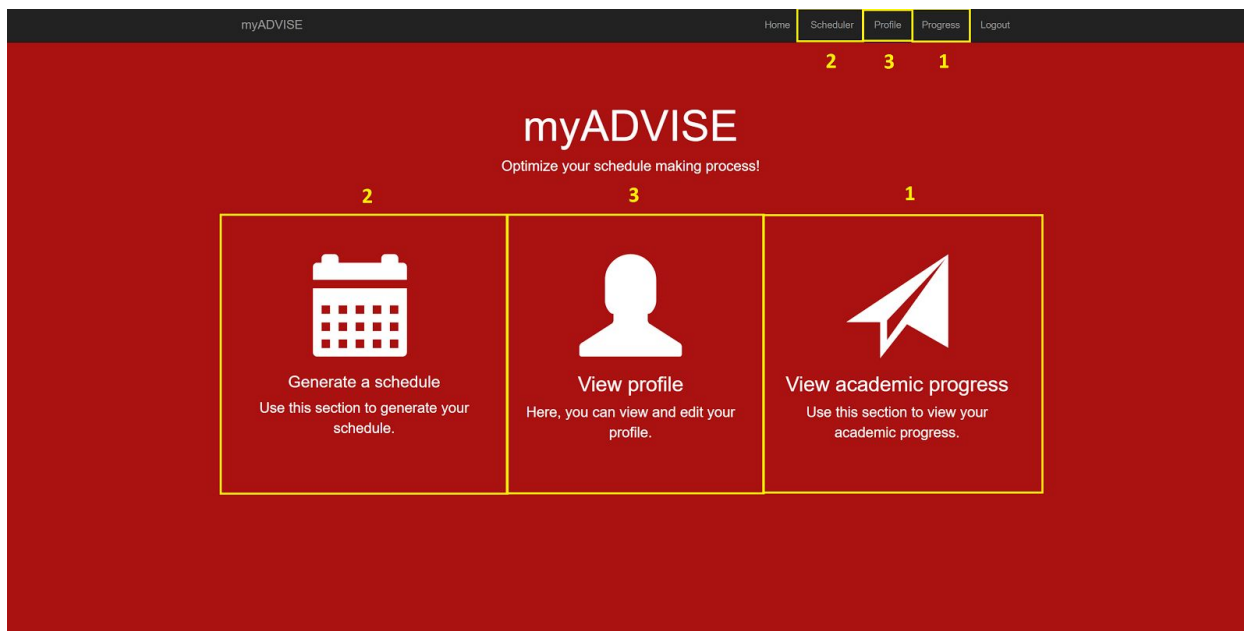 myADVISE
Home Scheduler Profile Progress Logout
2 3 1
myADVISE
Optimize your schedule making process!
2 3 1
Generate a schedule
Use this section to generate your
schedule.
View profile
Here, you can view and edit your
profile.
View academic progress
Use this section to view your
academic progress.